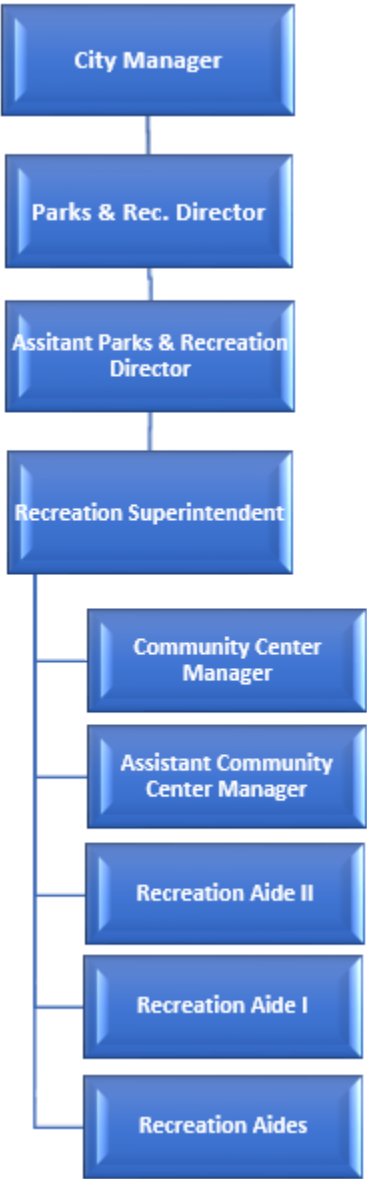 City Manager
Parks & Rec. Director
Assitant Parks & Recreation
Director
Recreation Superintendent
Community Center
Manager
Assistant Community
Center Manager
Recreation Aide II
Recreation Aide I
Recreation Aides